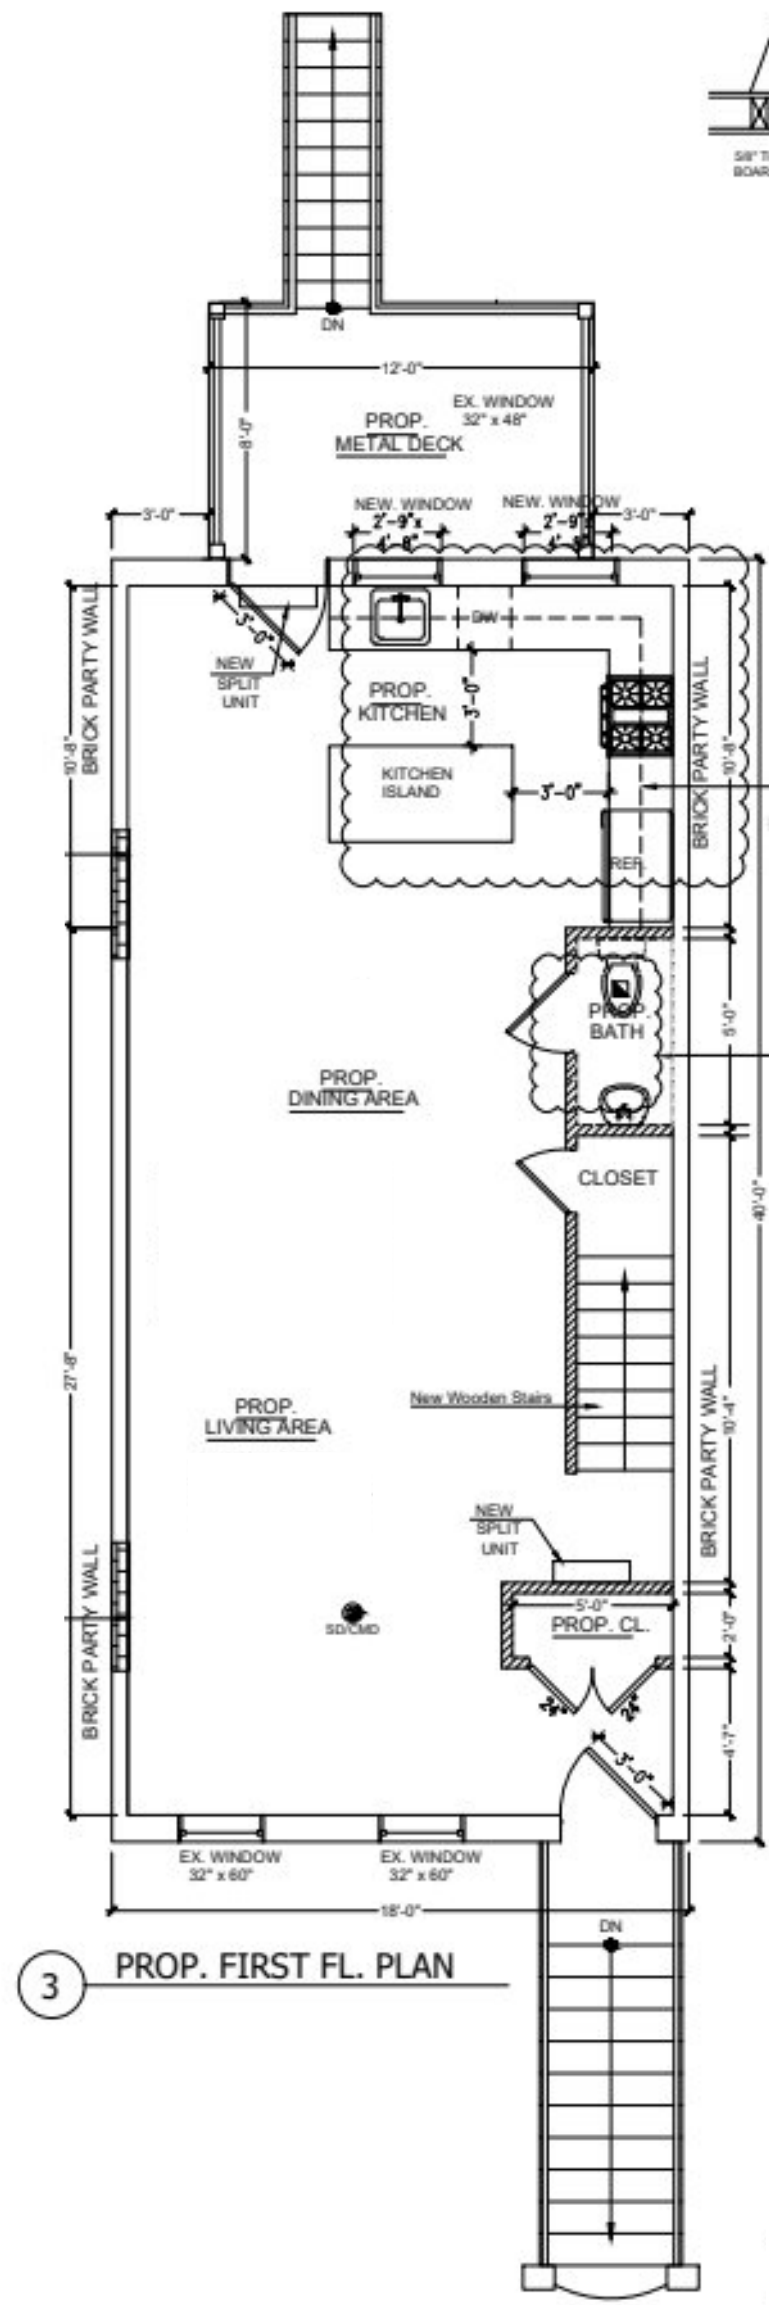 5/8" T
BOAR
DN
12'-0"
EX. WINDOW
32" x 48"
PROP.
METAL DECK
8'-0"
3'-0"
NEW. WINDOW
2'-9"x
4'-8"
NEW. WINDOW
2'-9"x
3'-0"
BRICK PARTY WALL
10'-8"
3'-0"
NEW
SPLIT
UNIT
DW
PROP.
KITCHEN
3'-0"
KITCHEN
ISLAND
3'-0"
BRICK PARTY WALL
10'-8"
REF.
PROP.
BATH
5'-0"
PROP.
DINING AREA
CLOSET
40'-0"
27'-8"
PROP.
LIVING AREA
New Wooden Stairs
BRICK PARTY WALL
10'-4"
NEW
SPLIT
UNIT
BRICK PARTY WALL
5'-0"
PROP. CL.
2'-0"
SD/CMD
4'-7"
3'-0"
EX. WINDOW
32" x 60"
EX. WINDOW
32" x 60"
18'-0"
DN
3
PROP. FIRST FL. PLAN